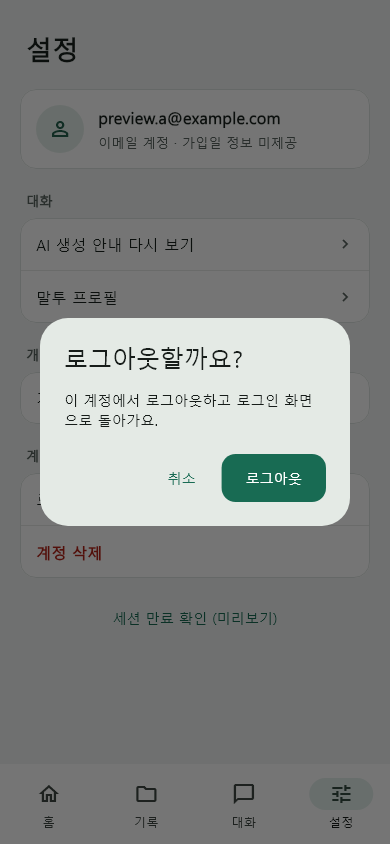 설정
preview.a@example.com
이메일 계정 · 가입일 정보 미제공
대화
AI 생성 안내 다시 보기
말투 프로필
로그아웃할까요?
이 계정에서 로그아웃하고 로그인 화면
으로 돌아가요.
취소
로그아웃
계정 삭제
세션 만료 확인 (미리보기)
홈
기록
대화
설정